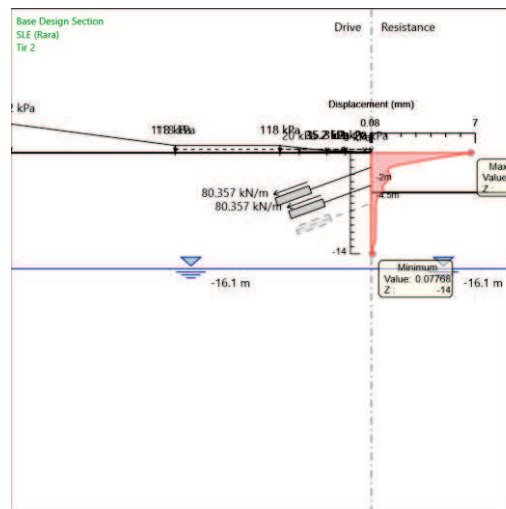 Base Design Section
SLE (Rara)
Tir 2
Drive
Resistance
Displacement (mm)
0.08
7
kPa
118 kPa
80.357 kN/m
80.357 kN/m
-2m
-4.5m
Max
Value
Z :
-14
Minimum
Value: 0.07768
Z : -14
-16.1 m
-16.1 m